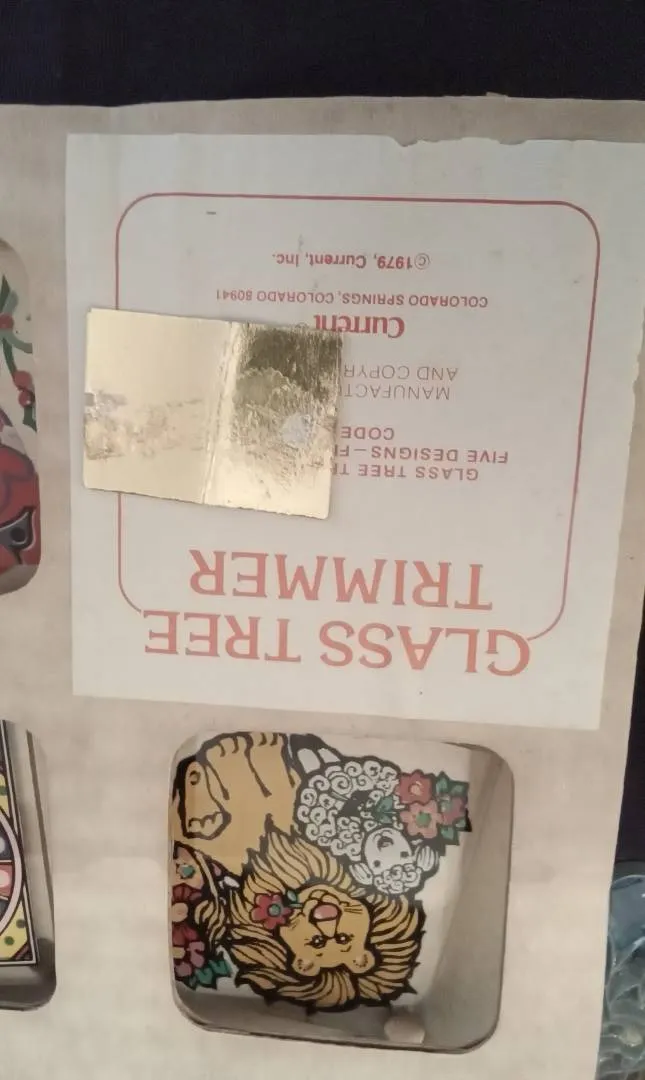 GLASS TREE
TRIMMER
GLASS TREE
FIVE DESIGNS—
CODE
MANUFACT
AND COPYR
Current
COLORADO SPRINGS, COLORADO 80941
©1979, Current, Inc.